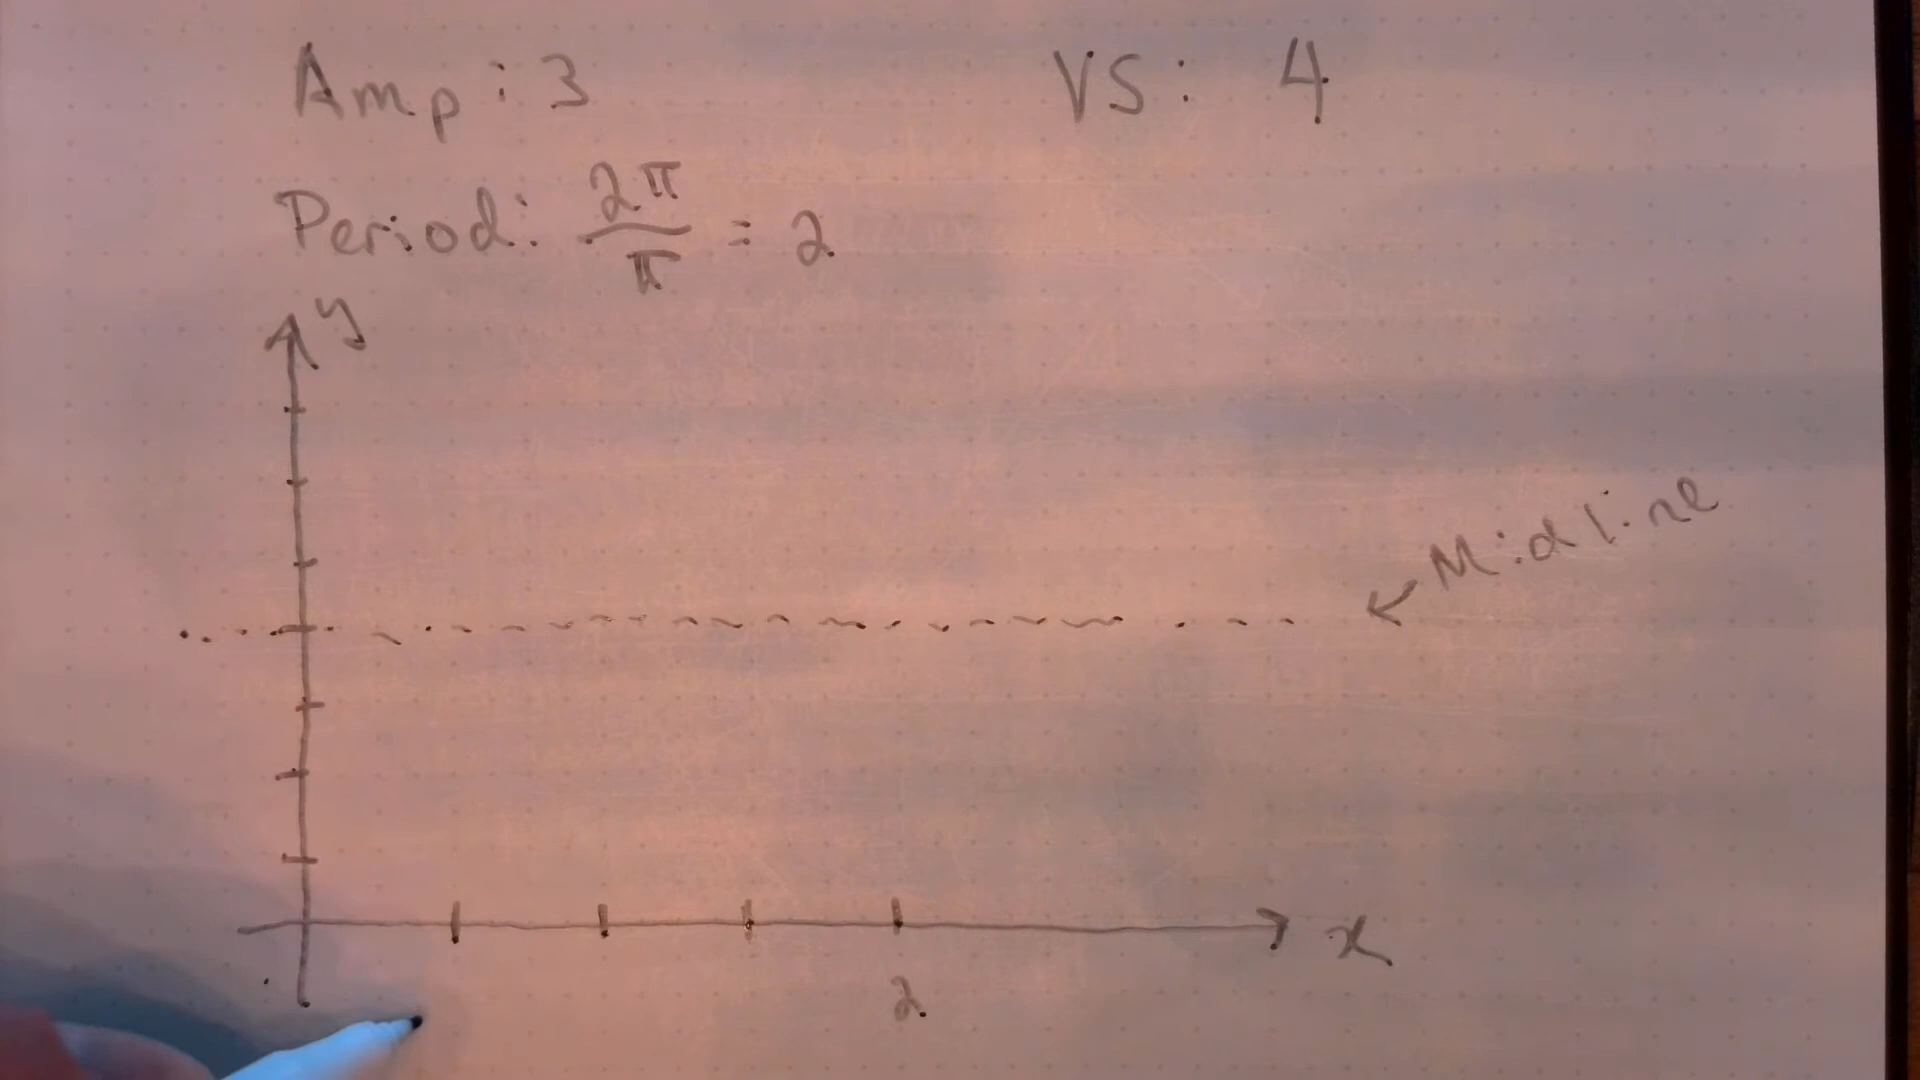 Amp: 3
VS: 4
Period: 2π/π = 2
y
← Midline
x
2